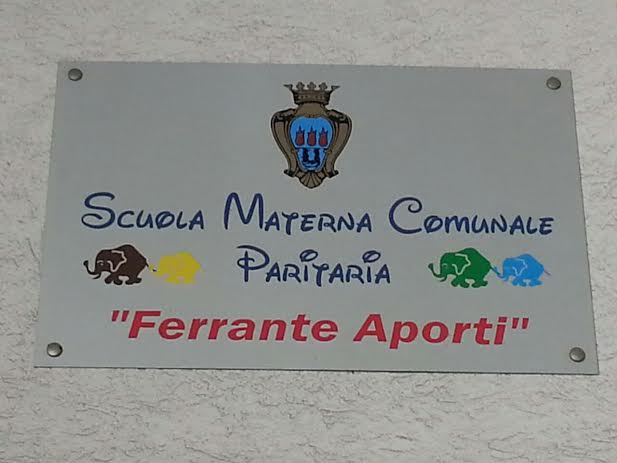 Scuola Materna Comunale
Paritaria
"Ferrante Aporti"